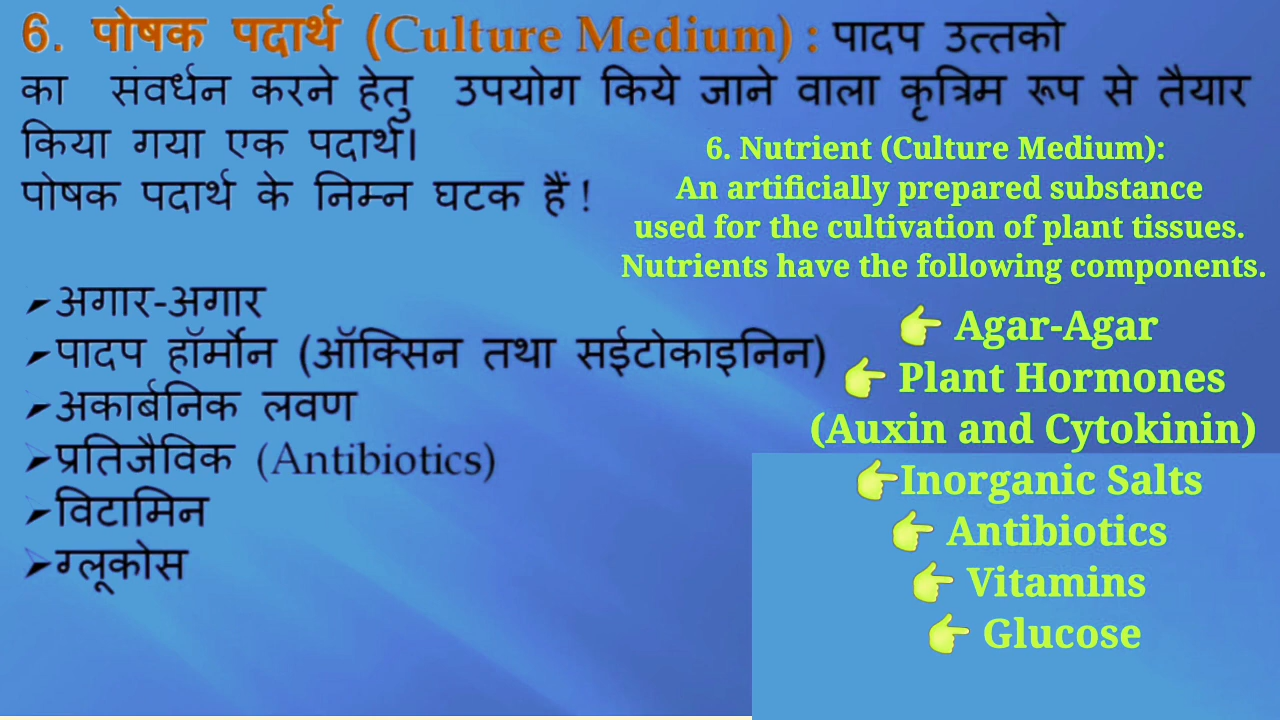 6. पोषक पदार्थ (Culture Medium) : पादप उत्तको
का संवर्धन करने हेतु उपयोग किये जाने वाला कृत्रिम रूप से तैयार
किया गया एक पदार्थ।
पोषक पदार्थ के निम्न घटक हैं !
➢अगार-अगार
➢पादप हॉर्मोन (ऑक्सिन तथा सईटोकाइनिन)
➢अकार्बनिक लवण
➢प्रतिजैविक (Antibiotics)
➢विटामिन
➢ग्लूकोस
6. Nutrient (Culture Medium):
An artificially prepared substance
used for the cultivation of plant tissues.
Nutrients have the following components.
👉 Agar-Agar
👉 Plant Hormones
(Auxin and Cytokinin)
👉Inorganic Salts
👉 Antibiotics
👉 Vitamins
👉 Glucose